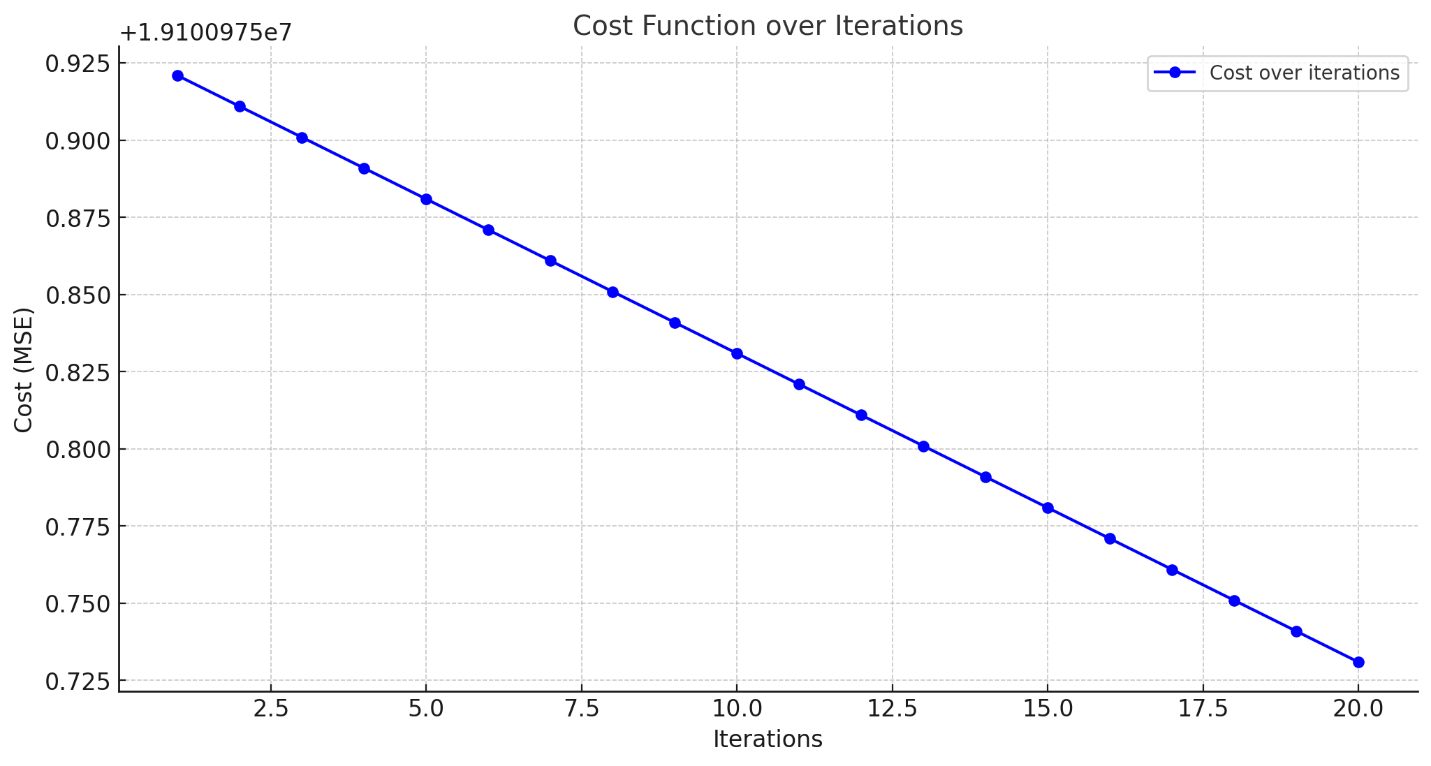 Cost Function over Iterations
+1.9100975e7
Cost over iterations
0.925
0.900
0.875
0.850
0.825
0.800
0.775
0.750
0.725
Cost (MSE)
2.5 5.0 7.5 10.0 12.5 15.0 17.5 20.0
Iterations